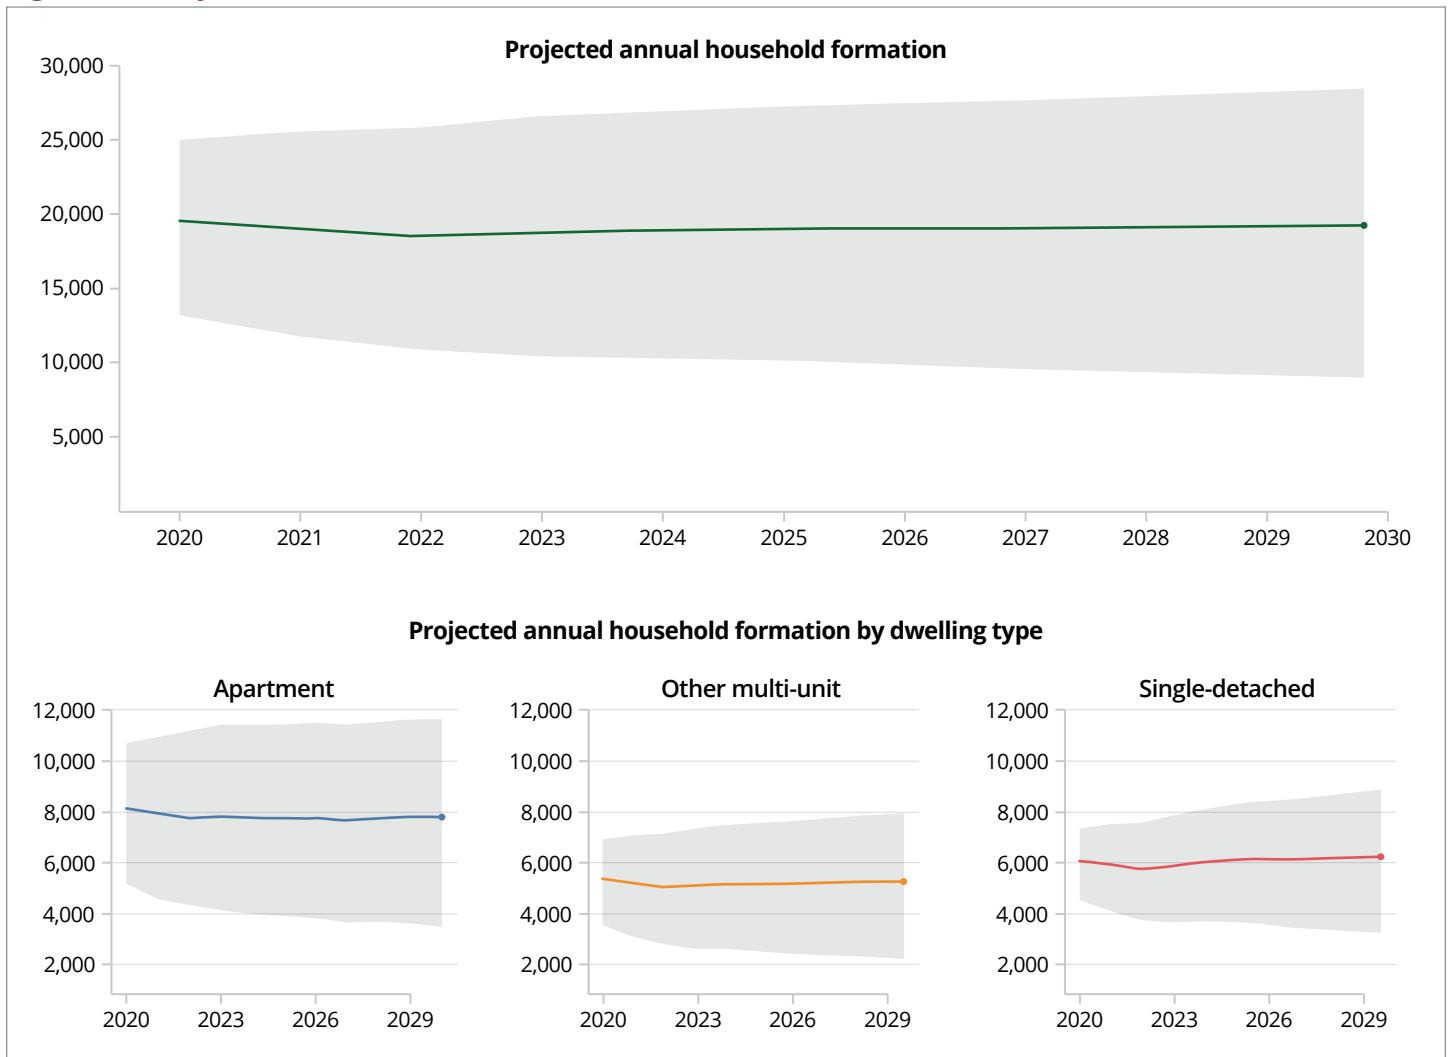 Projected annual household formation
30,000
25,000
20,000
15,000
10,000
5,000
2020 2021 2022 2023 2024 2025 2026 2027 2028 2029 2030
Projected annual household formation by dwelling type
Apartment
12,000
10,000
8,000
6,000
4,000
2,000
2020 2023 2026 2029
Other multi-unit
12,000
10,000
8,000
6,000
4,000
2,000
2020 2023 2026 2029
Single-detached
12,000
10,000
8,000
6,000
4,000
2,000
2020 2023 2026 2029